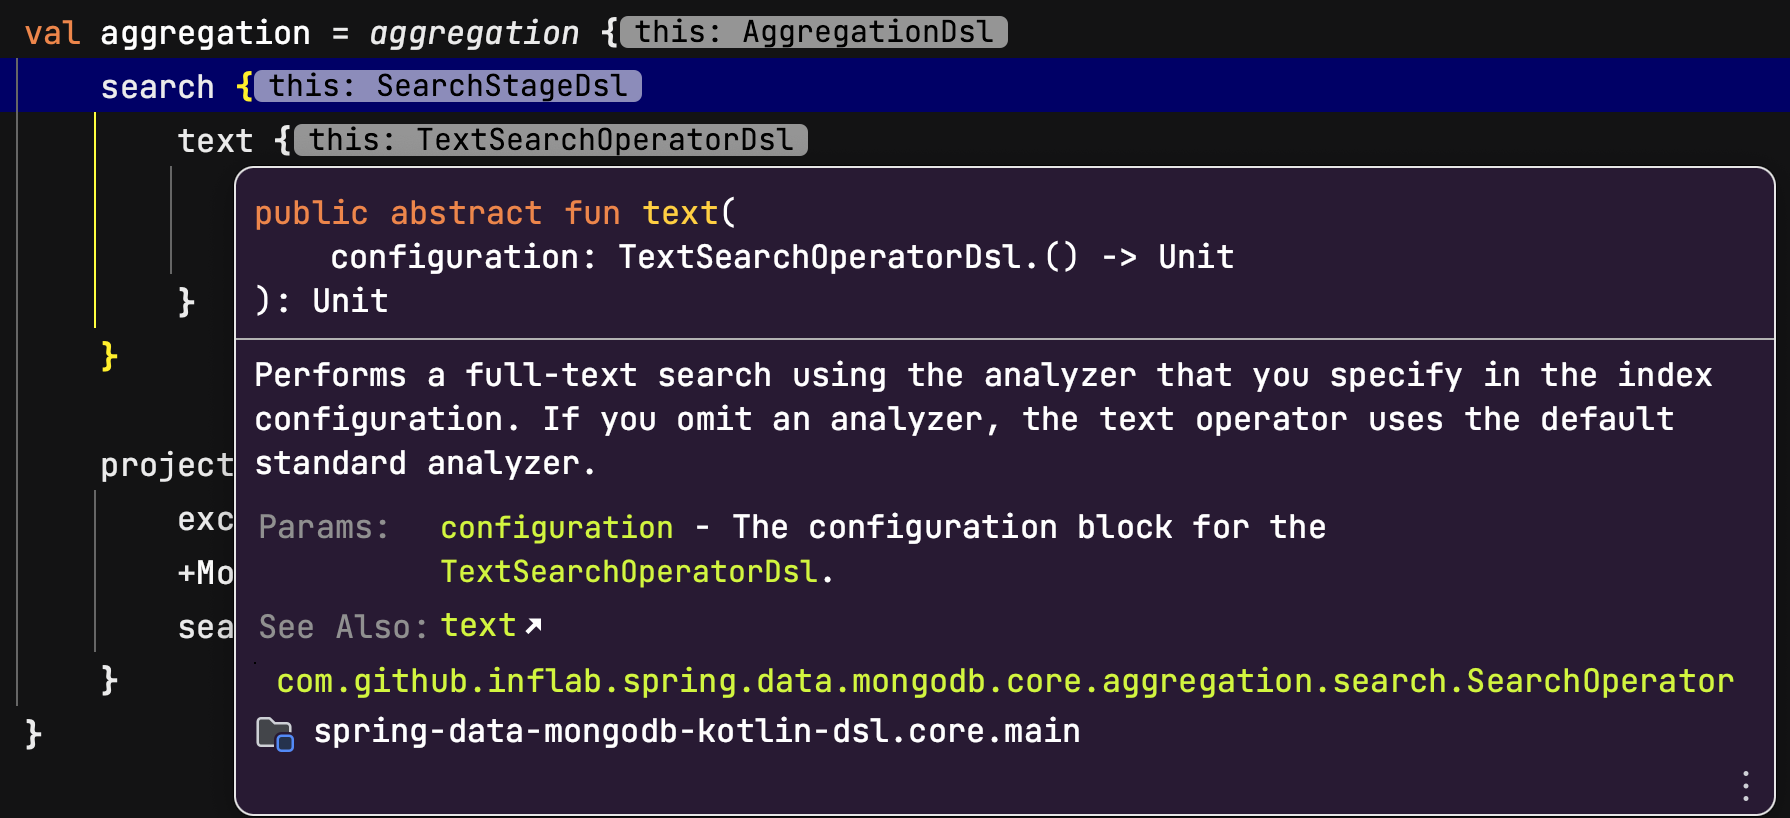 val aggregation = aggregation { this: AggregationDsl
search { this: SearchStageDsl
text { this: TextSearchOperatorDsl
public abstract fun text(
configuration: TextSearchOperatorDsl.() -> Unit
): Unit
}
}
Performs a full-text search using the analyzer that you specify in the index
configuration. If you omit an analyzer, the text operator uses the default
standard analyzer.
project
exc
Params: configuration - The configuration block for the
TextSearchOperatorDsl.
+Mo
sea
See Also: text
}
com.github.inflab.spring.data.mongodb.core.aggregation.search.SearchOperator
}
spring-data-mongodb-kotlin-dsl.core.main